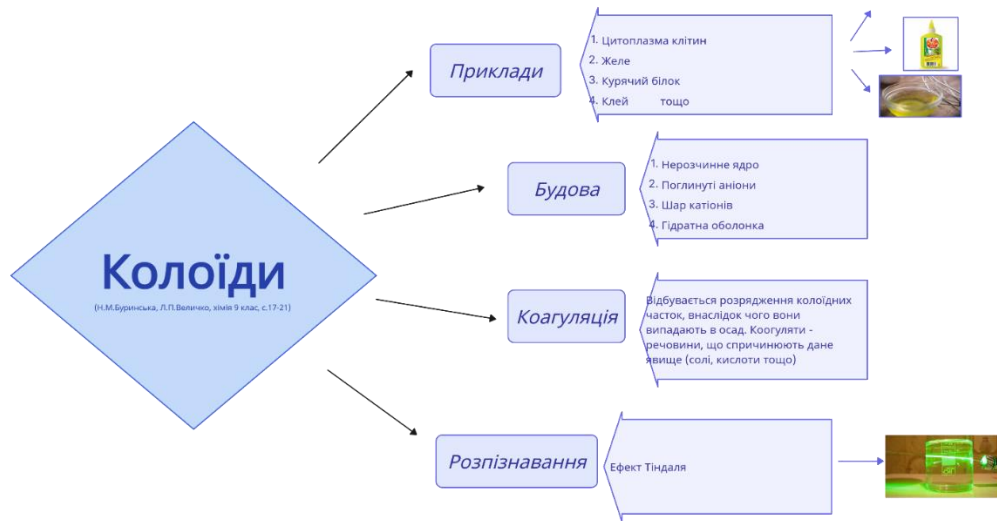 Колоїди
(Н.М.Буринська, Л.П.Величко, хімія 9 клас, с.17-21)
Приклади
1. Цитоплазма клітин
2. Желе
3. Курячий білок
4. Клей тощо
Будова
1. Нерозчинне ядро
2. Поглинуті аніони
3. Шар катіонів
4. Гідратна оболонка
Коагуляція
Відбувається розрядження колоїдних
часток, внаслідок чого вони
випадають в осад. Коогуляти -
речовини, що спричинюють дане
явище (солі, кислоти тощо)
Розпізнавання
Ефект Тіндаля